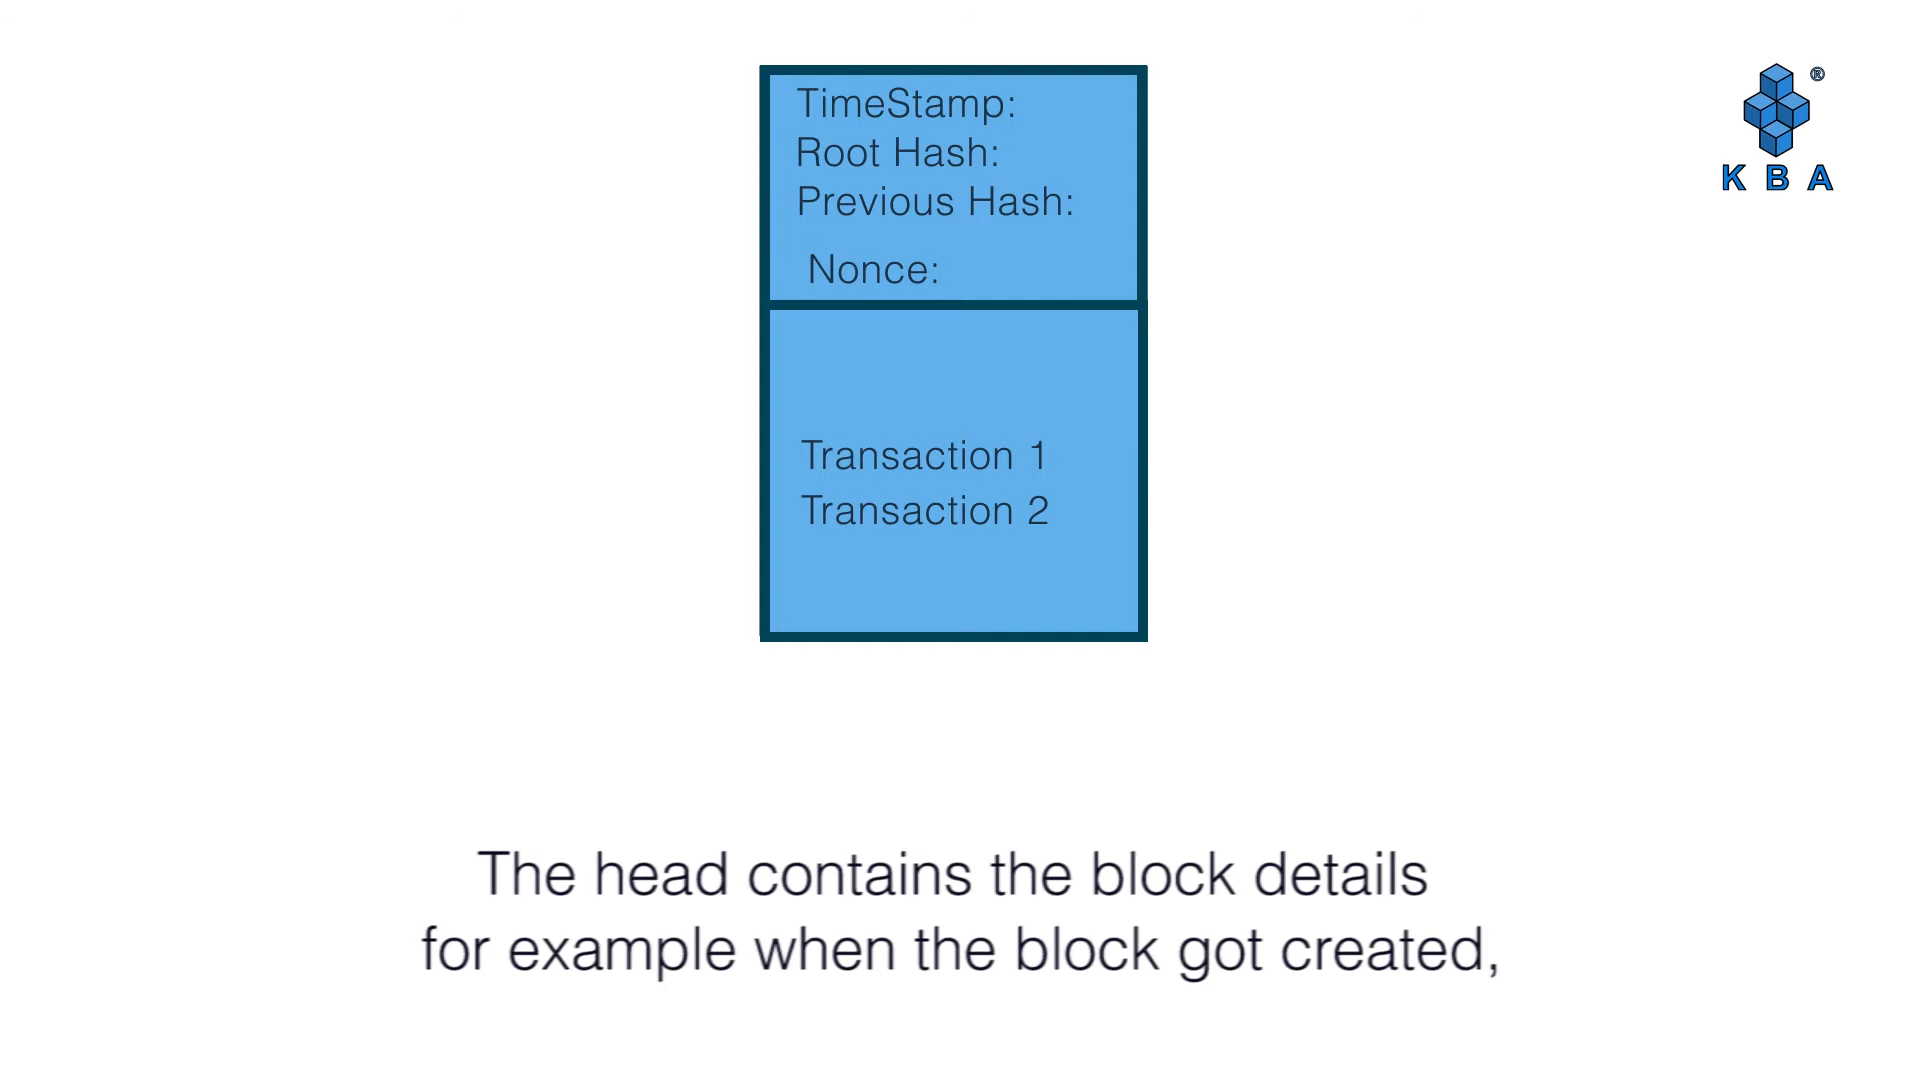 TimeStamp:
Root Hash:
Previous Hash:
Nonce:
Transaction 1
Transaction 2
®
K B A
The head contains the block details
for example when the block got created,